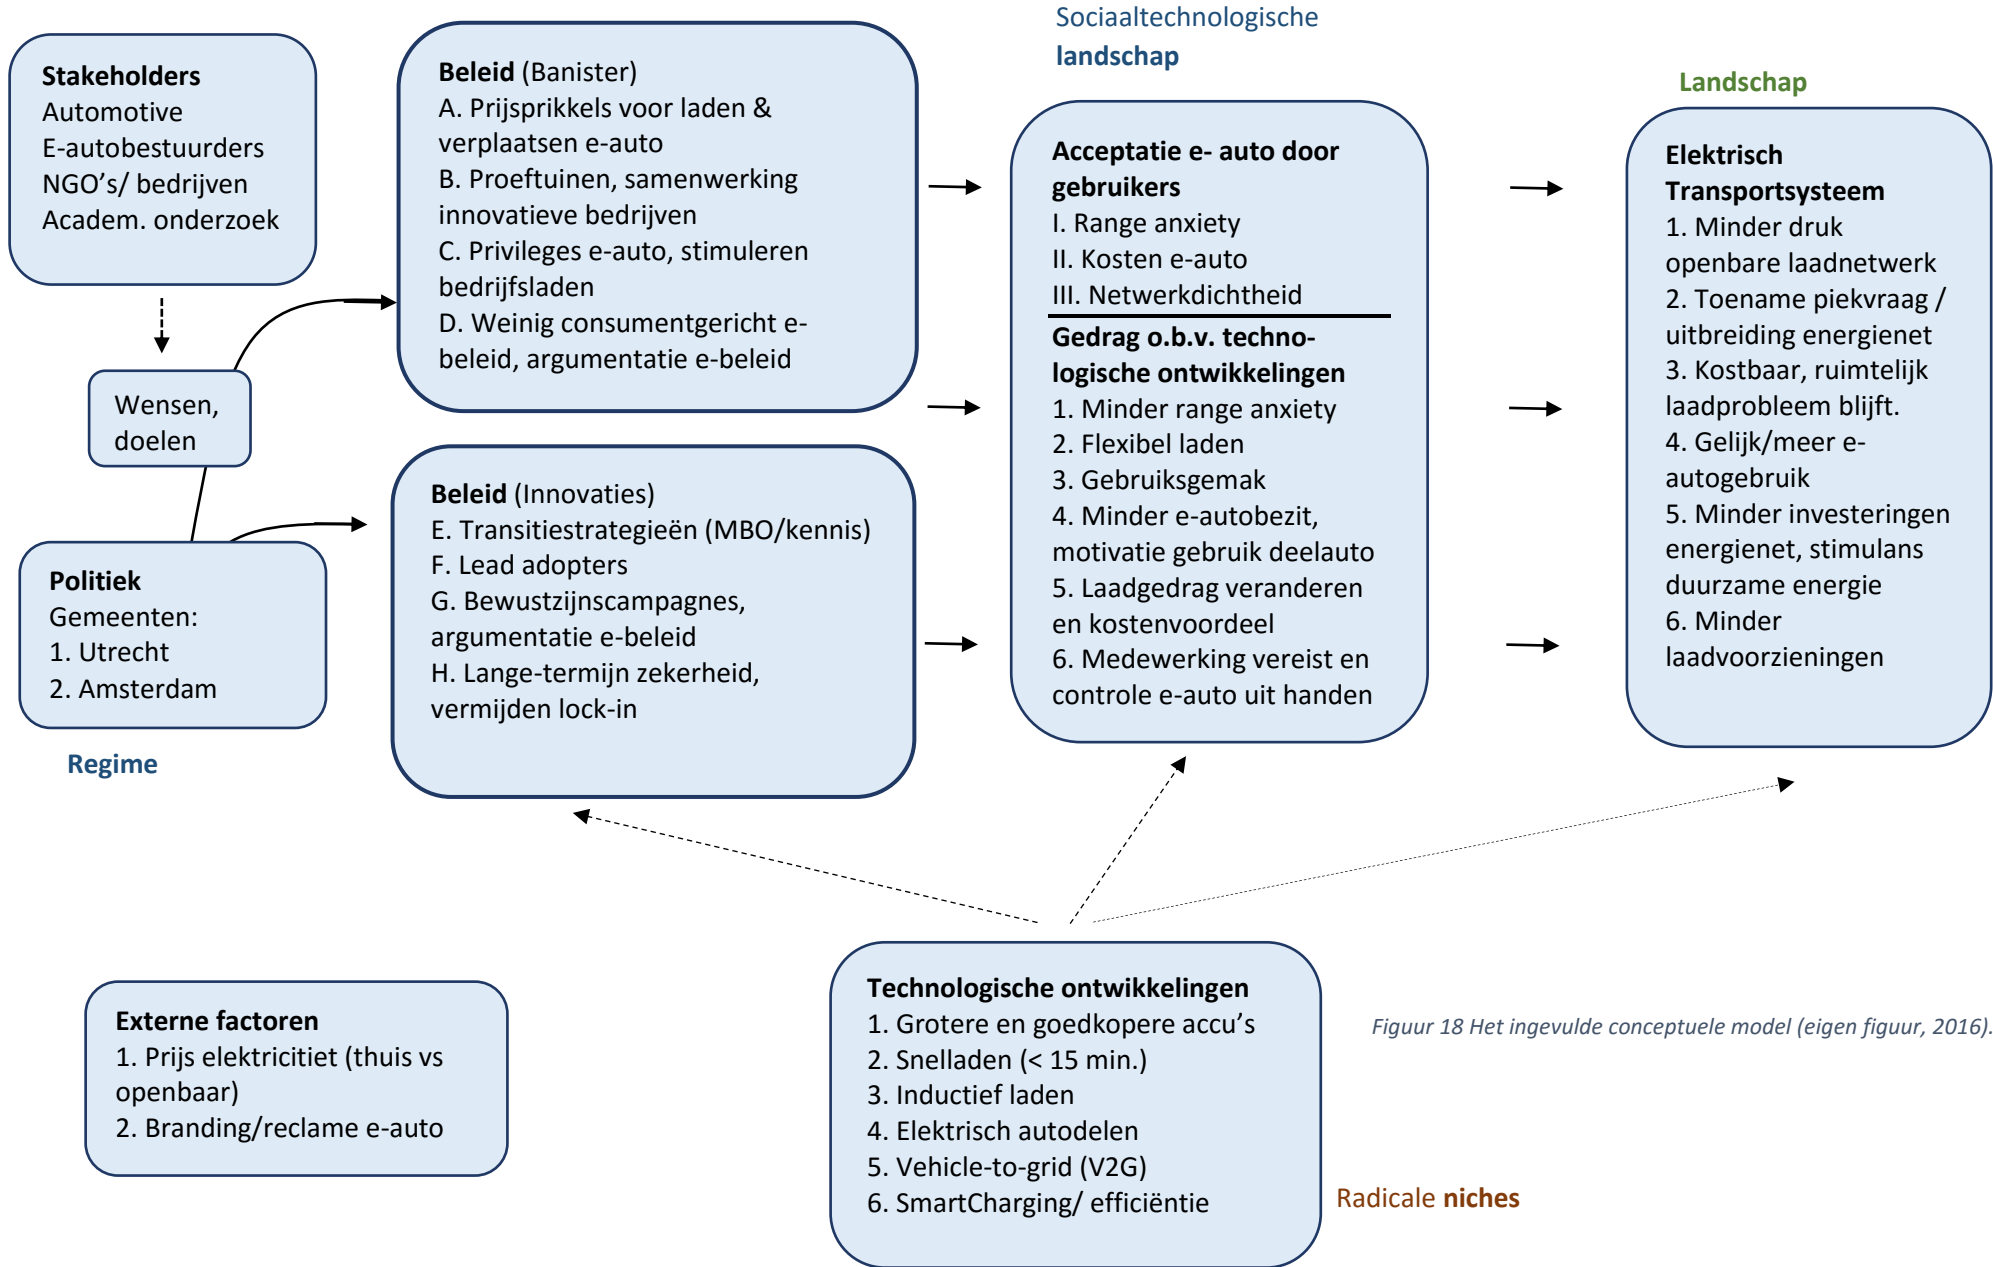 Stakeholders
Automotive
E-autobestuurders
NGO’s/ bedrijven
Academ. onderzoek
Wensen,
doelen
Politiek
Gemeenten:
1. Utrecht
2. Amsterdam
Regime
Beleid (Banister)
A. Prijsprikkels voor laden &
verplaatsen e-auto
B. Proeftuinen, samenwerking
innovatieve bedrijven
C. Privileges e-auto, stimuleren
bedrijfsladen
D. Weinig consumentgericht e-
beleid, argumentatie e-beleid
Beleid (Innovaties)
E. Transitiestrategieën (MBO/kennis)
F. Lead adopters
G. Bewustzijnscampagnes,
argumentatie e-beleid
H. Lange-termijn zekerheid,
vermijden lock-in
Sociaaltechnologische
landschap
Acceptatie e- auto door
gebruikers
I. Range anxiety
II. Kosten e-auto
III. Netwerkdichtheid
Gedrag o.b.v. techno-
logische ontwikkelingen
1. Minder range anxiety
2. Flexibel laden
3. Gebruiksgemak
4. Minder e-autobezit,
motivatie gebruik deelauto
5. Laadgedrag veranderen
en kostenvoordeel
6. Medewerking vereist en
controle e-auto uit handen
Landschap
Elektrisch
Transportsysteem
1. Minder druk
openbare laadnetwerk
2. Toename piekvraag /
uitbreiding energienet
3. Kostbaar, ruimtelijk
laadprobleem blijft.
4. Gelijk/meer e-
autogebruik
5. Minder investeringen
energienet, stimulans
duurzame energie
6. Minder
laadvoorzieningen
Externe factoren
1. Prijs elektricitiet (thuis vs
openbaar)
2. Branding/reclame e-auto
Technologische ontwikkelingen
1. Grotere en goedkopere accu’s
2. Snelladen (< 15 min.)
3. Inductief laden
4. Elektrisch autodelen
5. Vehicle-to-grid (V2G)
6. SmartCharging/ efficiëntie
Figuur 18 Het ingevulde conceptuele model (eigen figuur, 2016).
Radicale niches